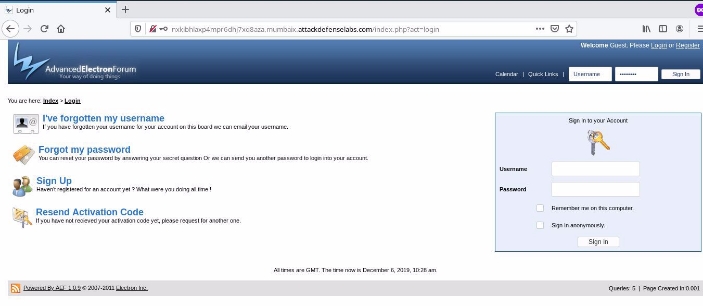 Login
nxkibhlaxp4mpr6dhj7xo8aza.mumbaix.attackdefenselabs.com/index.php?act=login
Welcome Guest. Please Login or Register
AdvancedElectronForum
Your way of doing things
Calendar | Quick Links | Username Sign In
You are here: Index > Login
I've forgotten my username
If you have forgotten your username for your account on this board we can email your username.
Forgot my password
You can reset your password by answering your secret question Or we can send you another password to login into your account.
Sign Up
Haven't registered for an account yet ? What were you doing all time !
Resend Activation Code
If you have not recieved your activation code yet, please request for another one.
Sign in to your Account
Username
Password
Remember me on this computer
Sign in anonymously.
Sign in
All times are GMT. The time now is December 6, 2019, 10:26 am.
Powered By AEF 1.0.9 © 2007-2011 Electron Inc.
Queries: 5 | Page Created In:0.001